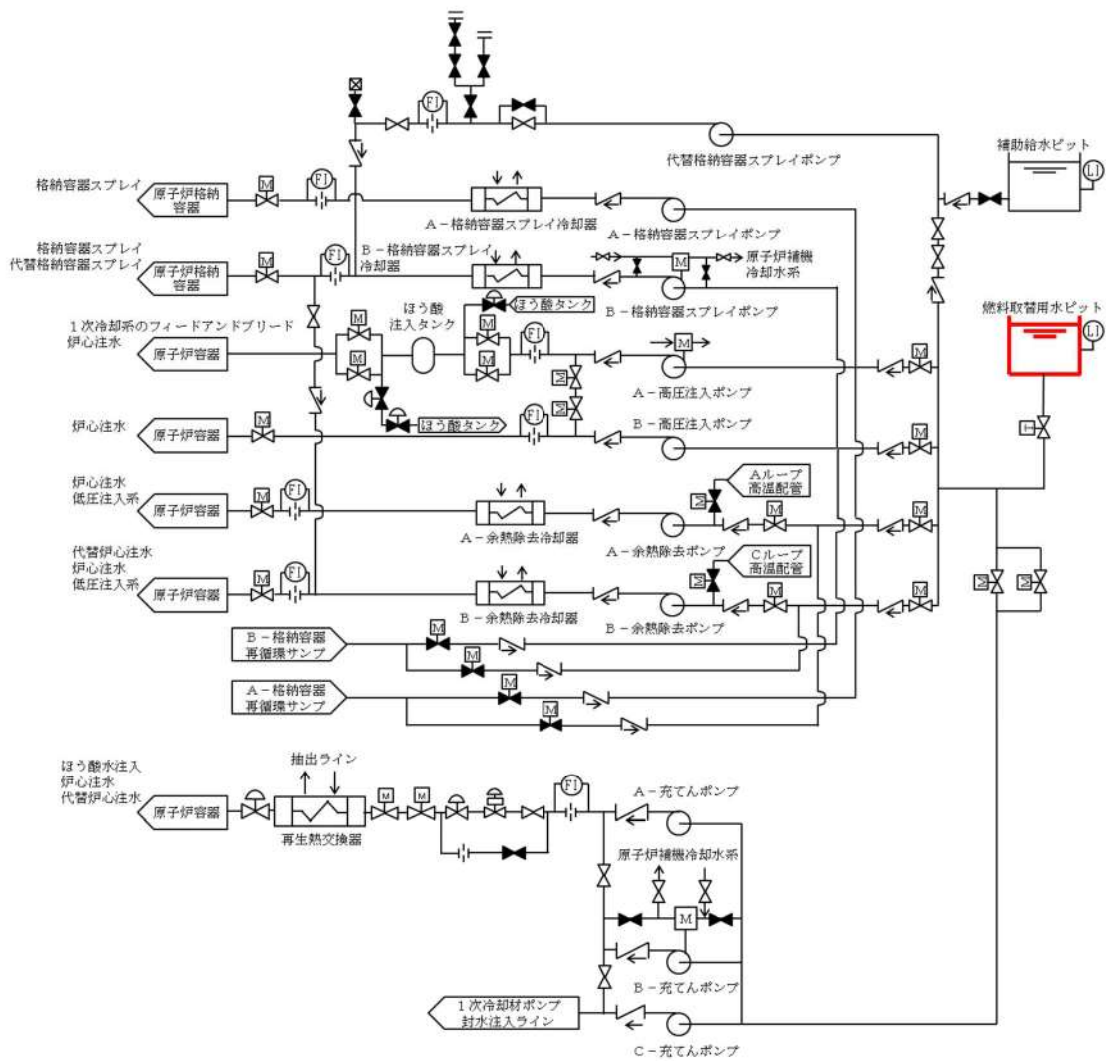 FI
代替格納容器スプレイポンプ
補助給水ピット
LI
格納容器スプレイ
原子炉格納
容器
M
FI
A-格納容器スプレイ冷却器
A-格納容器スプレイポンプ
格納容器スプレイ
代替格納容器スプレイ
原子炉格納
容器
M
FI
B-格納容器スプレイ
冷却器
M
原子炉補機
冷却水系
B-格納容器スプレイポンプ
燃料取替用水ピット
LI
1次冷却系のフィードアンドブリード
炉心注水
原子炉容器
M
M
ほう酸
注入タンク
ほう酸タンク
M
M
FI
M
M
M
A-高圧注入ポンプ
M
ほう酸タンク
炉心注水
原子炉容器
M
FI
B-高圧注入ポンプ
M
炉心注水
低圧注入系
原子炉容器
M
FI
A-余熱除去冷却器
A-余熱除去ポンプ
Aループ
高温配管
M
M
M
代替炉心注水
炉心注水
低圧注入系
原子炉容器
M
FI
B-余熱除去冷却器
B-余熱除去ポンプ
Cループ
高温配管
M
M
M
M
M
B-格納容器
再循環サンプ
M
M
A-格納容器
再循環サンプ
M
M
ほう酸水注入
炉心注水
代替炉心注水
原子炉容器
抽出ライン
再生熱交換器
M
M
FI
A-充てんポンプ
原子炉補機冷却水系
M
B-充てんポンプ
1次冷却材ポンプ
封水注入ライン
C-充てんポンプ